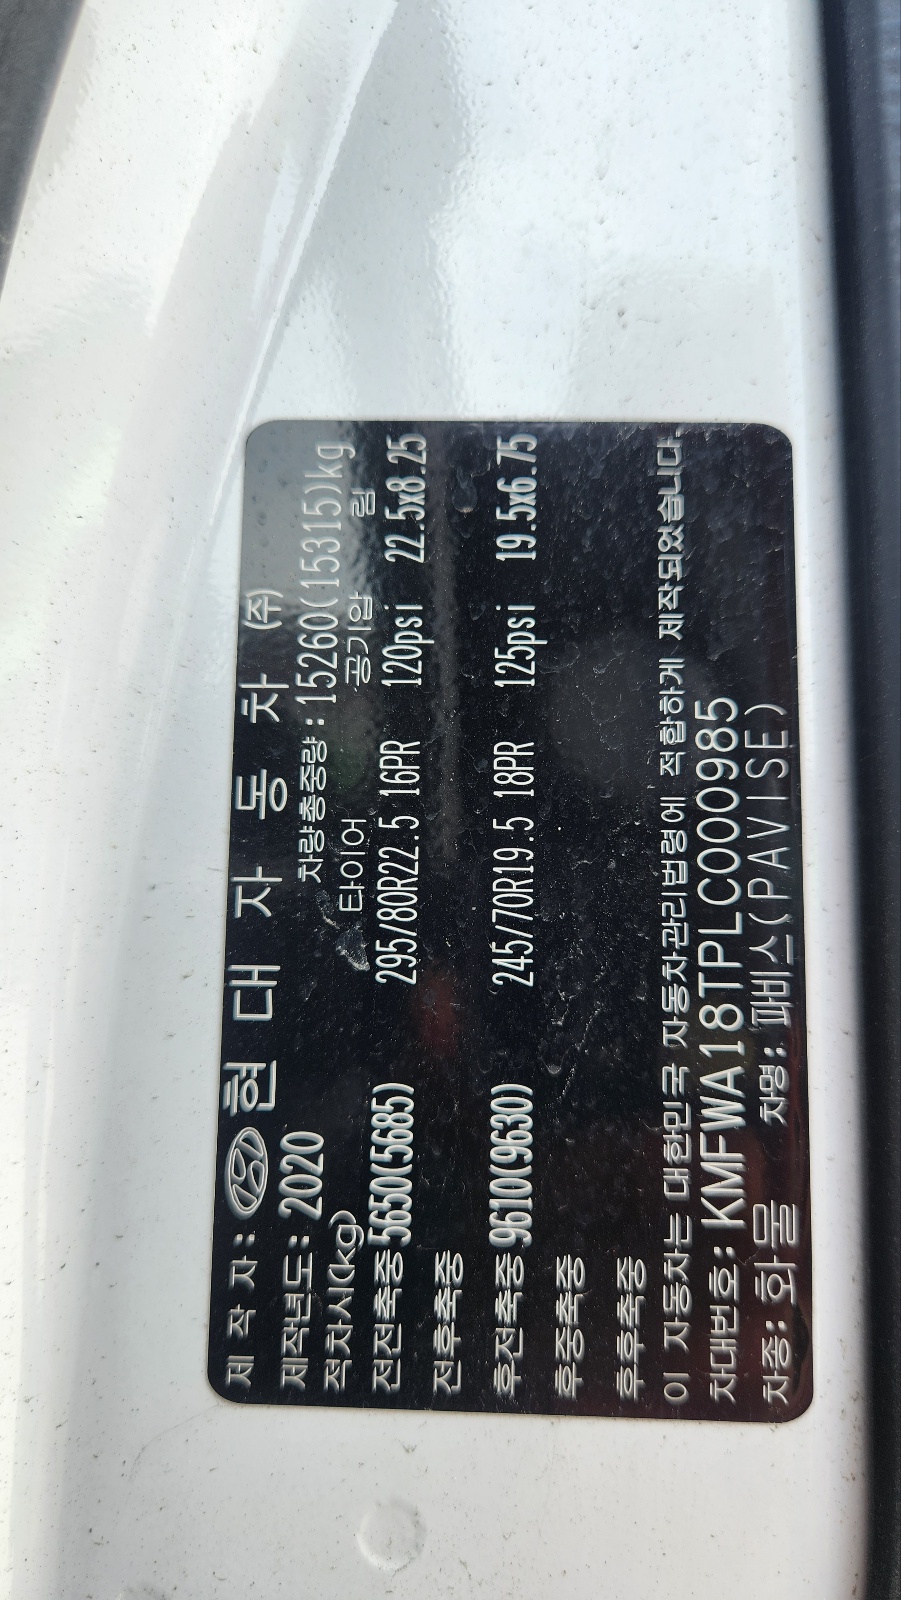 제 작 자: 현 대 자 동 차 (주)
제작년도: 2020 차량총중량: 15260(15315)kg
적차시(kg) 타이어 공기압 림
전전축중 5650(5685) 295/80R22.5 16PR 120psi 22.5x8.25
전후축중
후전축중 9610(9630) 245/70R19.5 18PR 125psi 19.5x6.75
후중축중
후후축중
이 자동차는 대한민국 자동차관리법령에 적합하게 제작되었습니다.
차대번호: KMFWA18TPLC000985
차종: 화물 차명: 파비스(PAVISE)